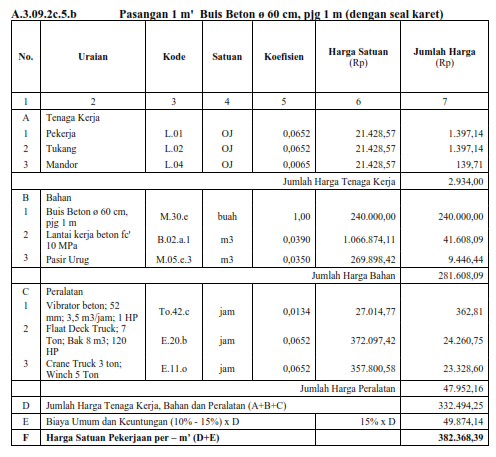 A.3.09.2c.5.b Pasangan 1 m' Buis Beton ø 60 cm, pjg 1 m (dengan seal karet)
No. Uraian Kode Satuan Koefisien Harga Satuan (Rp) Jumlah Harga (Rp)
1 2 3 4 5 6 7
A Tenaga Kerja
1 Pekerja L.01 OJ 0,0652 21.428,57 1.397,14
2 Tukang L.02 OJ 0,0652 21.428,57 1.397,14
3 Mandor L.04 OJ 0,0065 21.428,57 139,71
Jumlah Harga Tenaga Kerja 2.934,00
B Bahan
1 Buis Beton ø 60 cm, pjg 1 m M.30.e buah 1,00 240.000,00 240.000,00
2 Lantai kerja beton fc' 10 MPa B.02.a.1 m3 0,0390 1.066.874,11 41.608,09
3 Pasir Urug M.05.e.3 m3 0,0350 269.898,42 9.446,44
Jumlah Harga Bahan 281.608,09
C Peralatan
1 Vibrator beton; 52 mm; 3,5 m3/jam; 1 HP To.42.c jam 0,0134 27.014,77 362,81
2 Flaat Deck Truck; 7 Ton; Bak 8 m3; 120 HP E.20.b jam 0,0652 372.097,42 24.260,75
3 Crane Truck 3 ton; Winch 5 Ton E.11.o jam 0,0652 357.800,58 23.328,60
Jumlah Harga Peralatan 47.952,16
D Jumlah Harga Tenaga Kerja, Bahan dan Peralatan (A+B+C) 332.494,25
E Biaya Umum dan Keuntungan (10% - 15%) x D 15% x D 49.874,14
F Harga Satuan Pekerjaan per – m' (D+E) 382.368,39